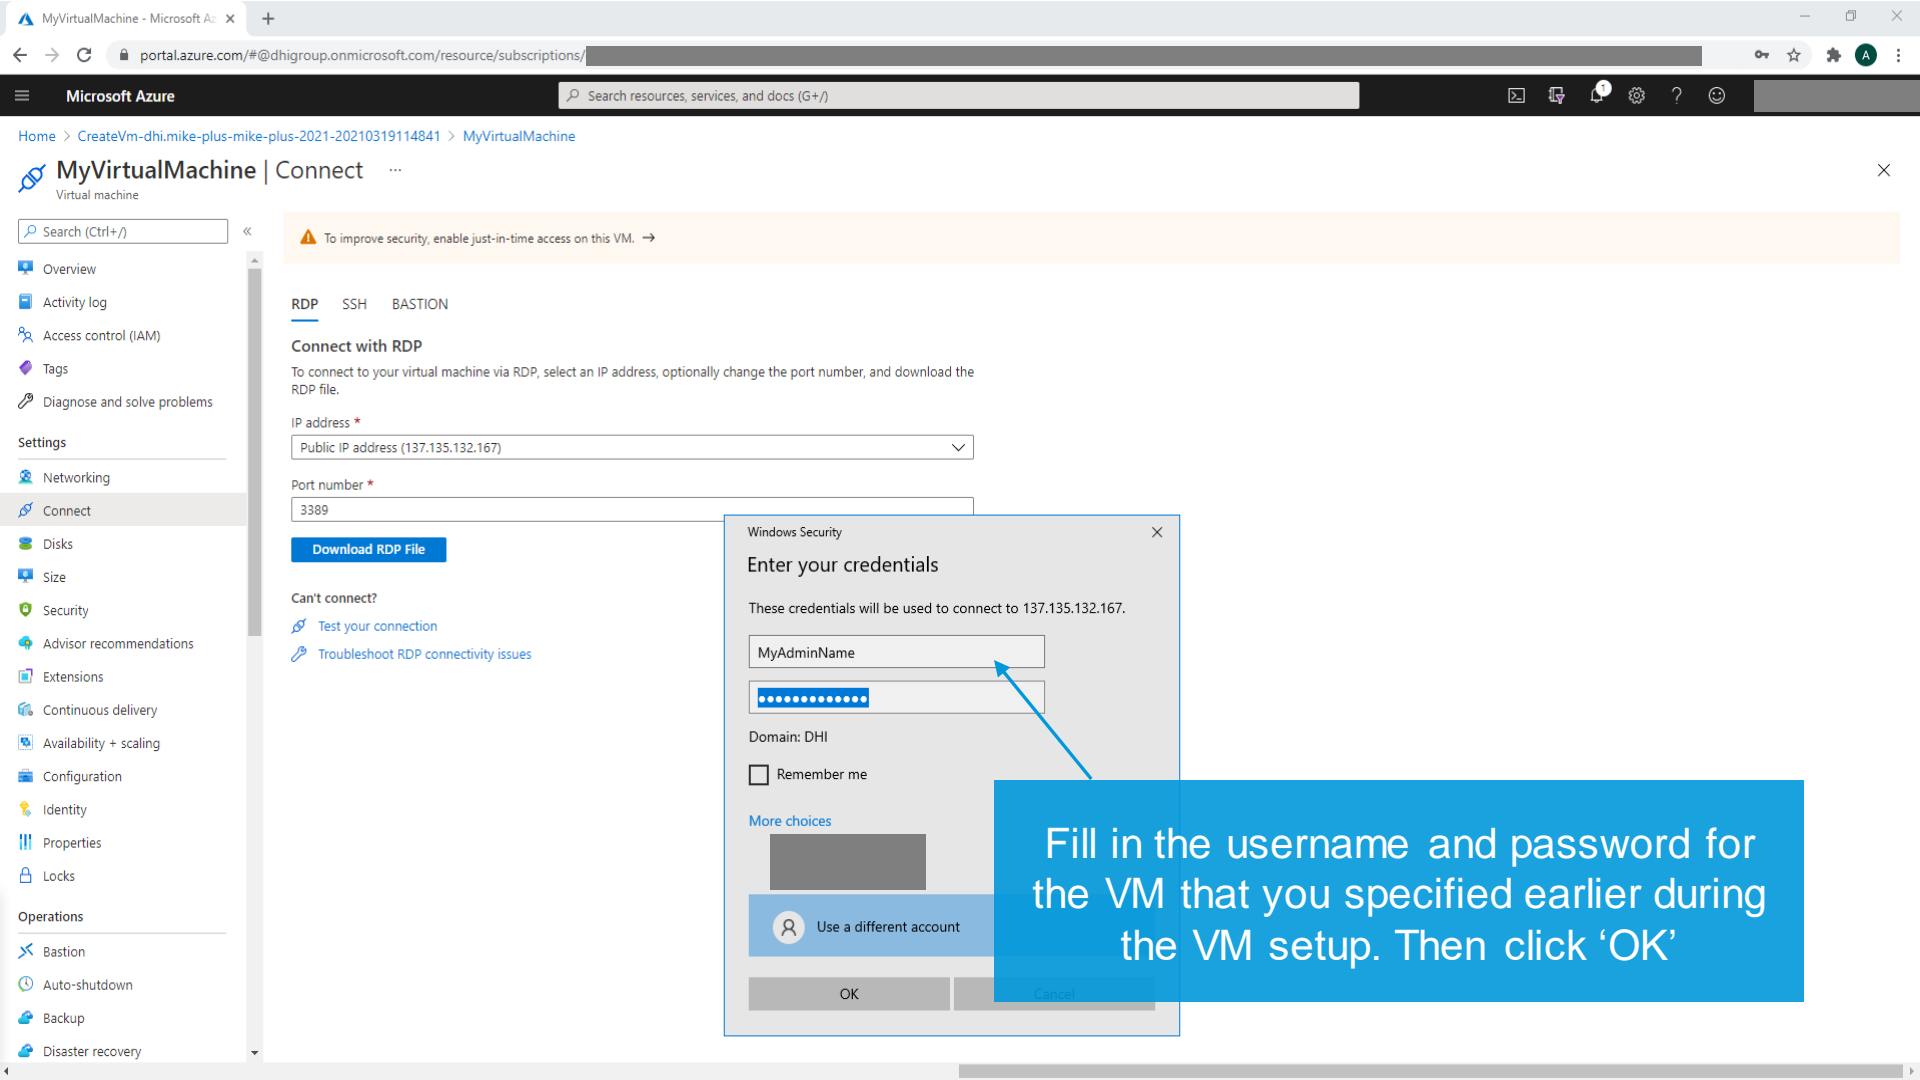 MyVirtualMachine - Microsoft Az
portal.azure.com/#@dhigroup.onmicrosoft.com/resource/subscriptions/
A
Microsoft Azure
Search resources, services, and docs (G+/)
1
Home > CreateVm-dhi.mike-plus-mike-plus-2021-20210319114841 > MyVirtualMachine
MyVirtualMachine | Connect ...
Virtual machine
Search (Ctrl+/)
«
To improve security, enable just-in-time access on this VM. →
Overview
Activity log
Access control (IAM)
Tags
Diagnose and solve problems
Settings
Networking
Connect
Disks
Size
Security
Advisor recommendations
Extensions
Continuous delivery
Availability + scaling
Configuration
Identity
Properties
Locks
Operations
Bastion
Auto-shutdown
Backup
Disaster recovery
RDP SSH BASTION
Connect with RDP
To connect to your virtual machine via RDP, select an IP address, optionally change the port number, and download the
RDP file.
IP address *
Public IP address (137.135.132.167)
Port number *
3389
Download RDP File
Can't connect?
Test your connection
Troubleshoot RDP connectivity issues
Windows Security
Enter your credentials
These credentials will be used to connect to 137.135.132.167.
MyAdminName
•••••••••••••
Domain: DHI
Remember me
More choices
Use a different account
OK Cancel
Fill in the username and password for
the VM that you specified earlier during
the VM setup. Then click ‘OK’